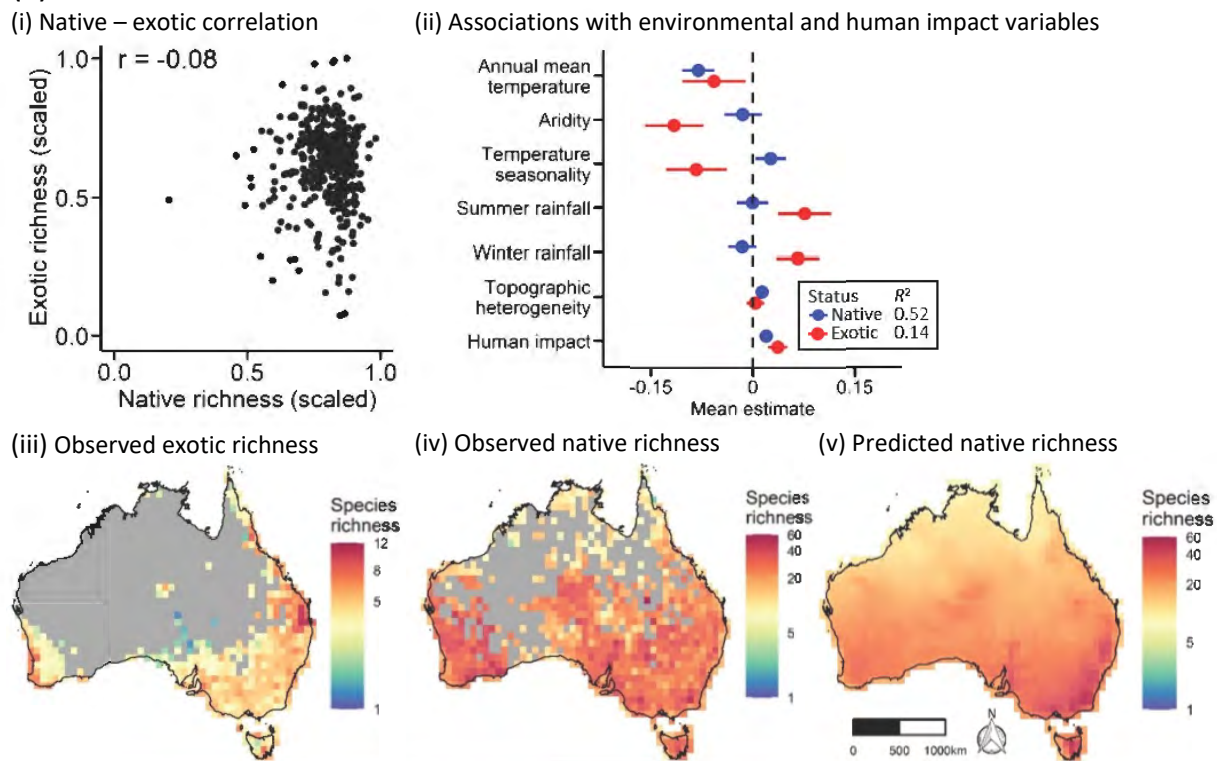 (i) Native – exotic correlation
r = -0.08
1.0
0.5
0.0
Exotic richness (scaled)
0.0
0.5
1.0
Native richness (scaled)
(ii) Associations with environmental and human impact variables
Annual mean
temperature
Aridity
Temperature
seasonality
Summer rainfall
Winter rainfall
Topographic
heterogeneity
Human impact
Status R²
Native 0.52
Exotic 0.14
-0.15
0
0.15
Mean estimate
(iii) Observed exotic richness
Species
richness
12
8
5
1
(iv) Observed native richness
Species
richness
60
40
20
5
1
(v) Predicted native richness
Species
richness
60
40
20
5
1
N
0 500 1000km